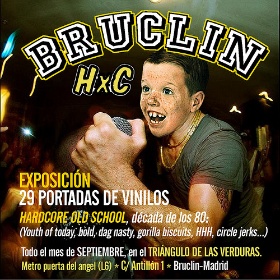 BRUCLIN
HxC
EXPOSICIÓN
29 PORTADAS DE VINILOS
HARDCORE OLD SCHOOL, década de los 80:
(Youth of today, bold, dag nasty, gorilla biscuits, HHH, circle jerks...)
Todo el mes de SEPTIEMBRE, en el TRIÁNGULO DE LAS VERDURAS.
Metro puerta del angel (L6) * C/ Antillón 1 * Bruclin-Madrid